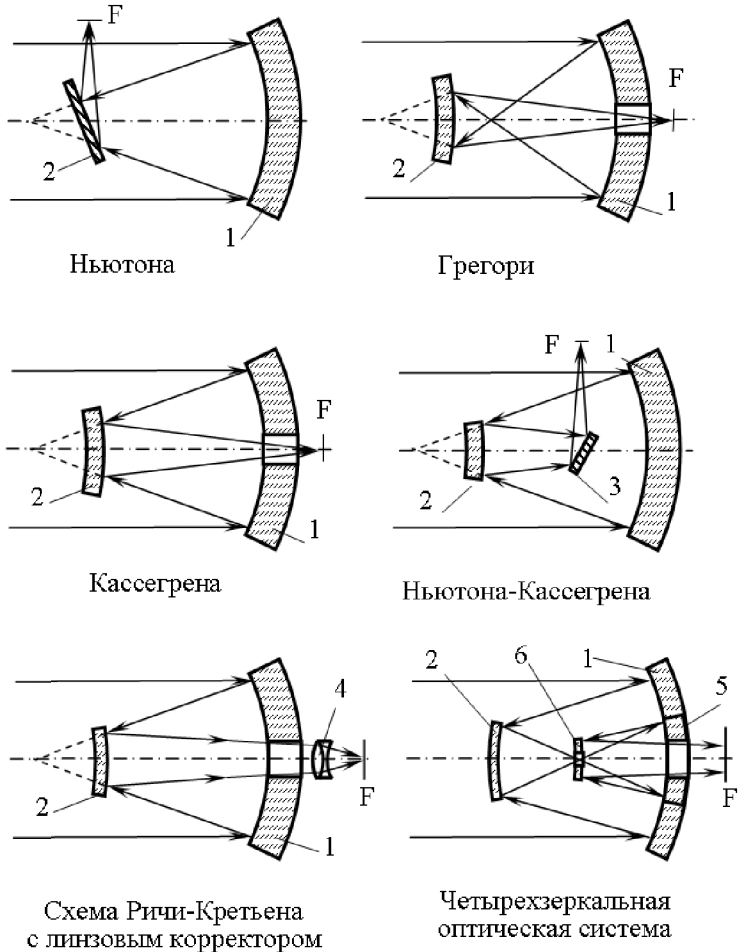 F
2
1
Ньютона
F
2
1
Грегори
F
2
1
Кассегрена
F
1
2
3
Ньютона-Кассегрена
4
2
F
1
Схема Ричи-Кретьена
с линзовым корректором
2
6
1
5
F
Четырехзеркальная
оптическая система